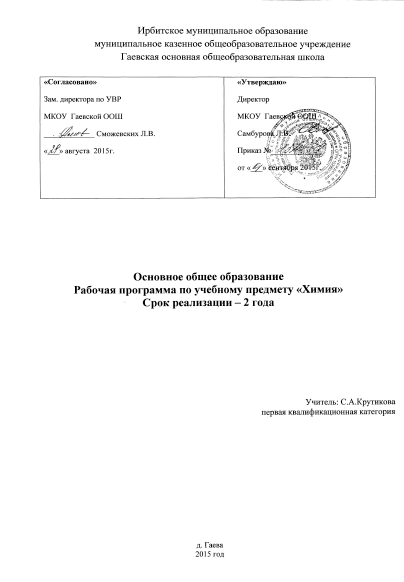 Ирбитское муниципальное образование
муниципальное казенное общеобразовательное учреждение
Гаевская основная общеобразовательная школа
«Согласовано»
Зам. директора по УВР
МКОУ Гаевской ООШ
Сможевских Л.В.
«28» августа 2015г.
«Утверждаю»
Директор
МКОУ Гаевской ООШ
Самбурова Л.В.
Приказ №
от « » сентября 2015г.
Основное общее образование
Рабочая программа по учебному предмету «Химия»
Срок реализации – 2 года
Учитель: С.А.Крутикова
первая квалификационная категория
д. Гаева
2015 год